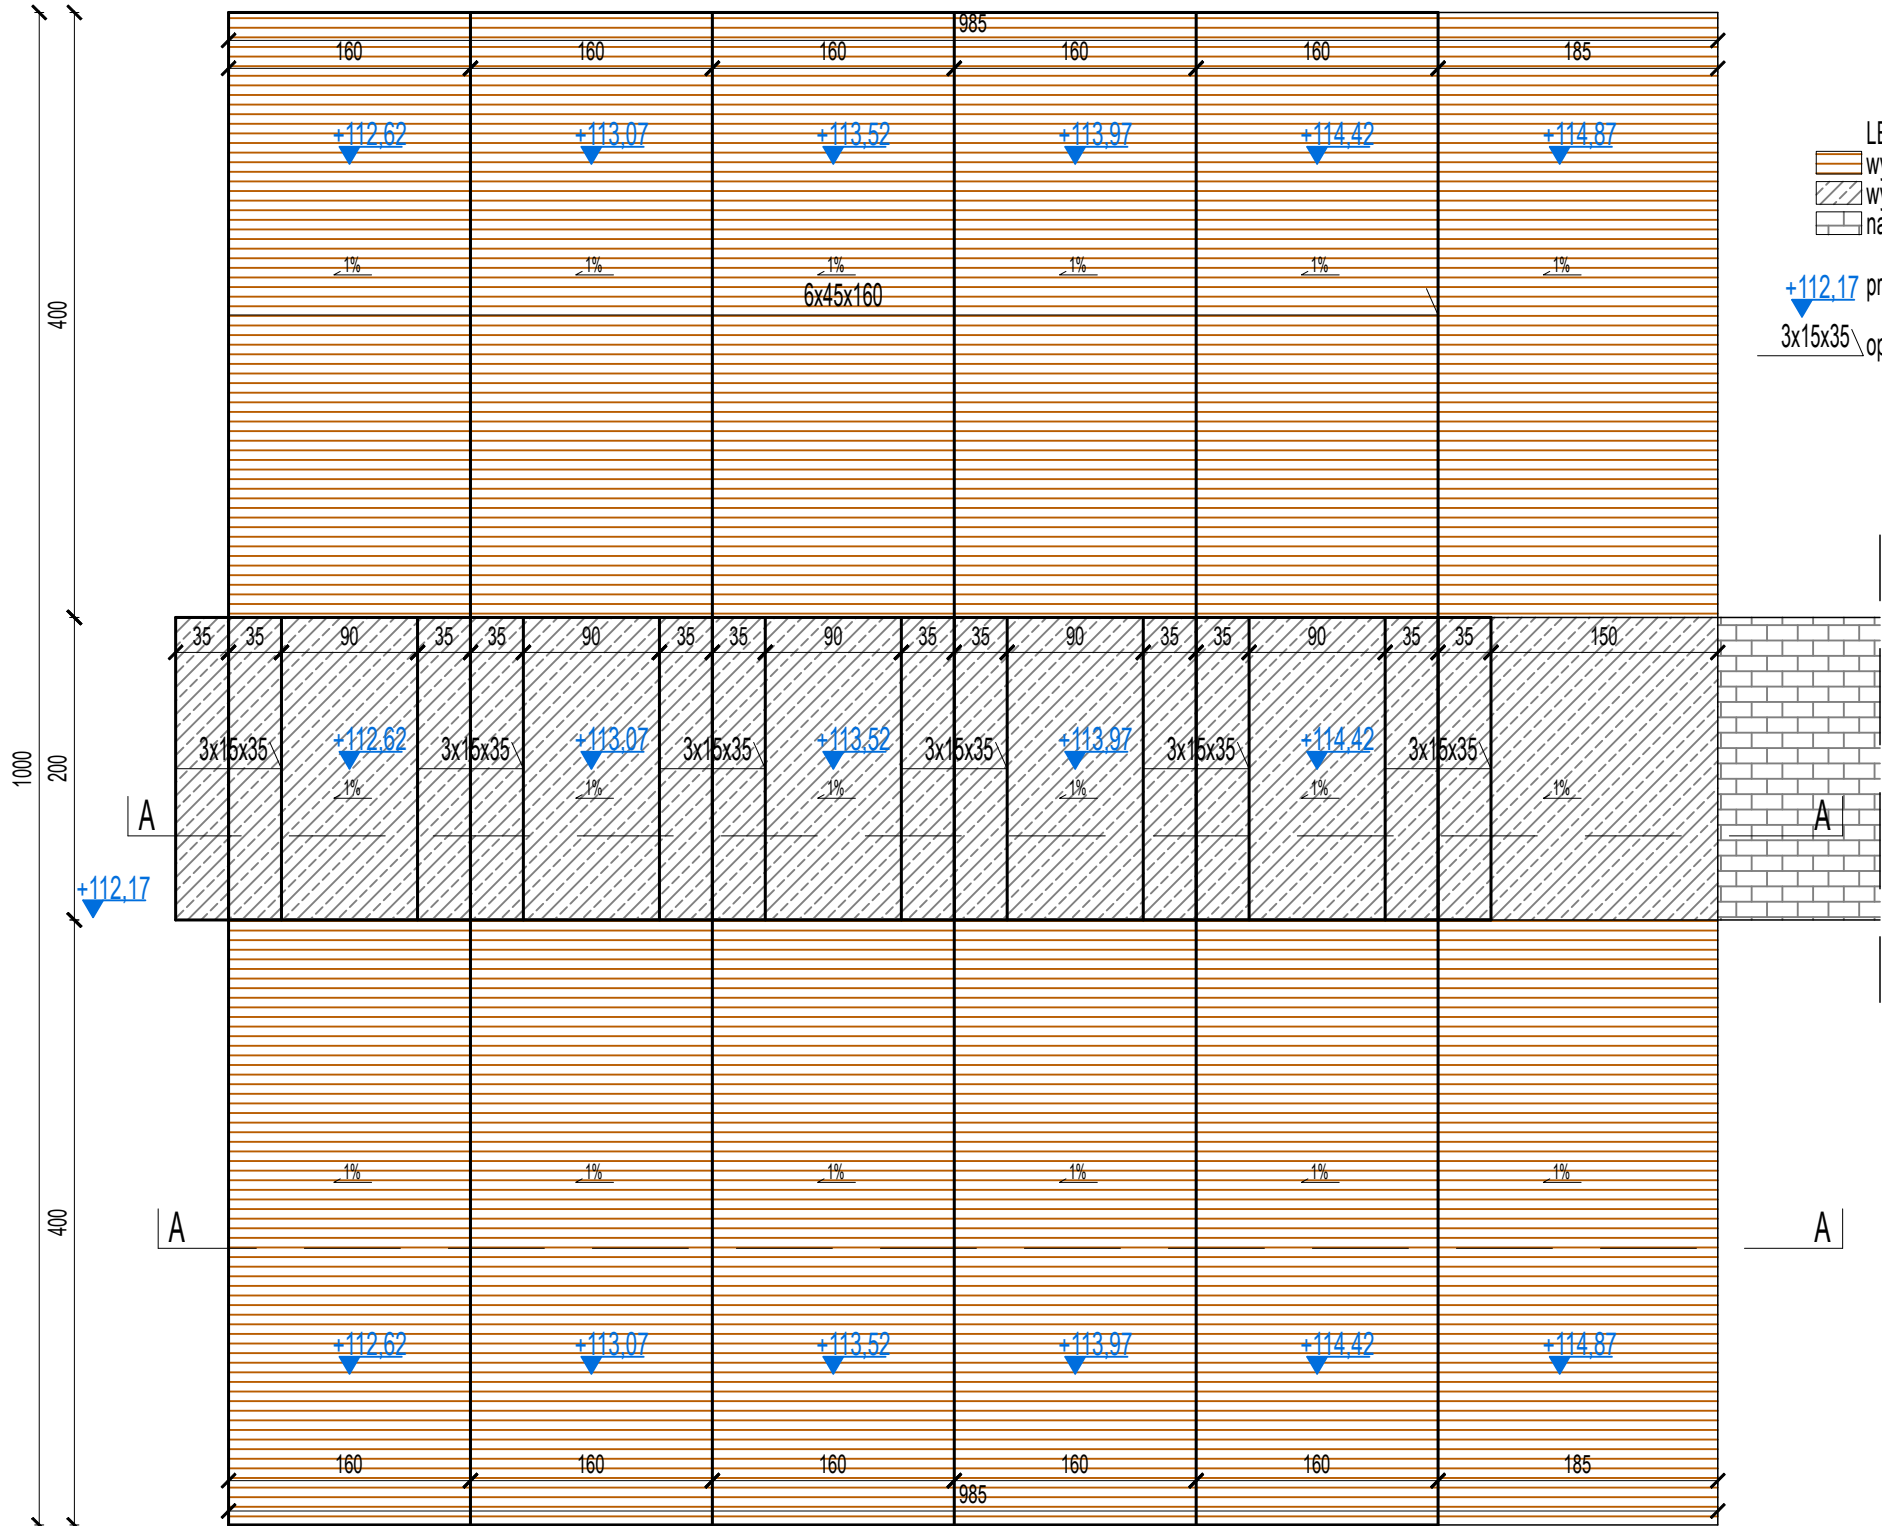 985
160 160 160 160 160 185
+112,62 +113,07 +113,52 +113,97 +114,42 +114,87
1% 1% 1% 1% 1% 1%
6x45x160
+112,17
3x15x35
400
35 35 90 35 35 90 35 35 90 35 35 90 35 35 90 35 35 150
+112,62 +113,07 +113,52 +113,97 +114,42
3x15x35 3x15x35 3x15x35 3x15x35 3x15x35 3x15x35
1000 200
1% 1% 1% 1% 1% 1%
A A
+112,17
1% 1% 1% 1% 1% 1%
400
A A
+112,62 +113,07 +113,52 +113,97 +114,42 +114,87
160 160 160 160 160 185
985